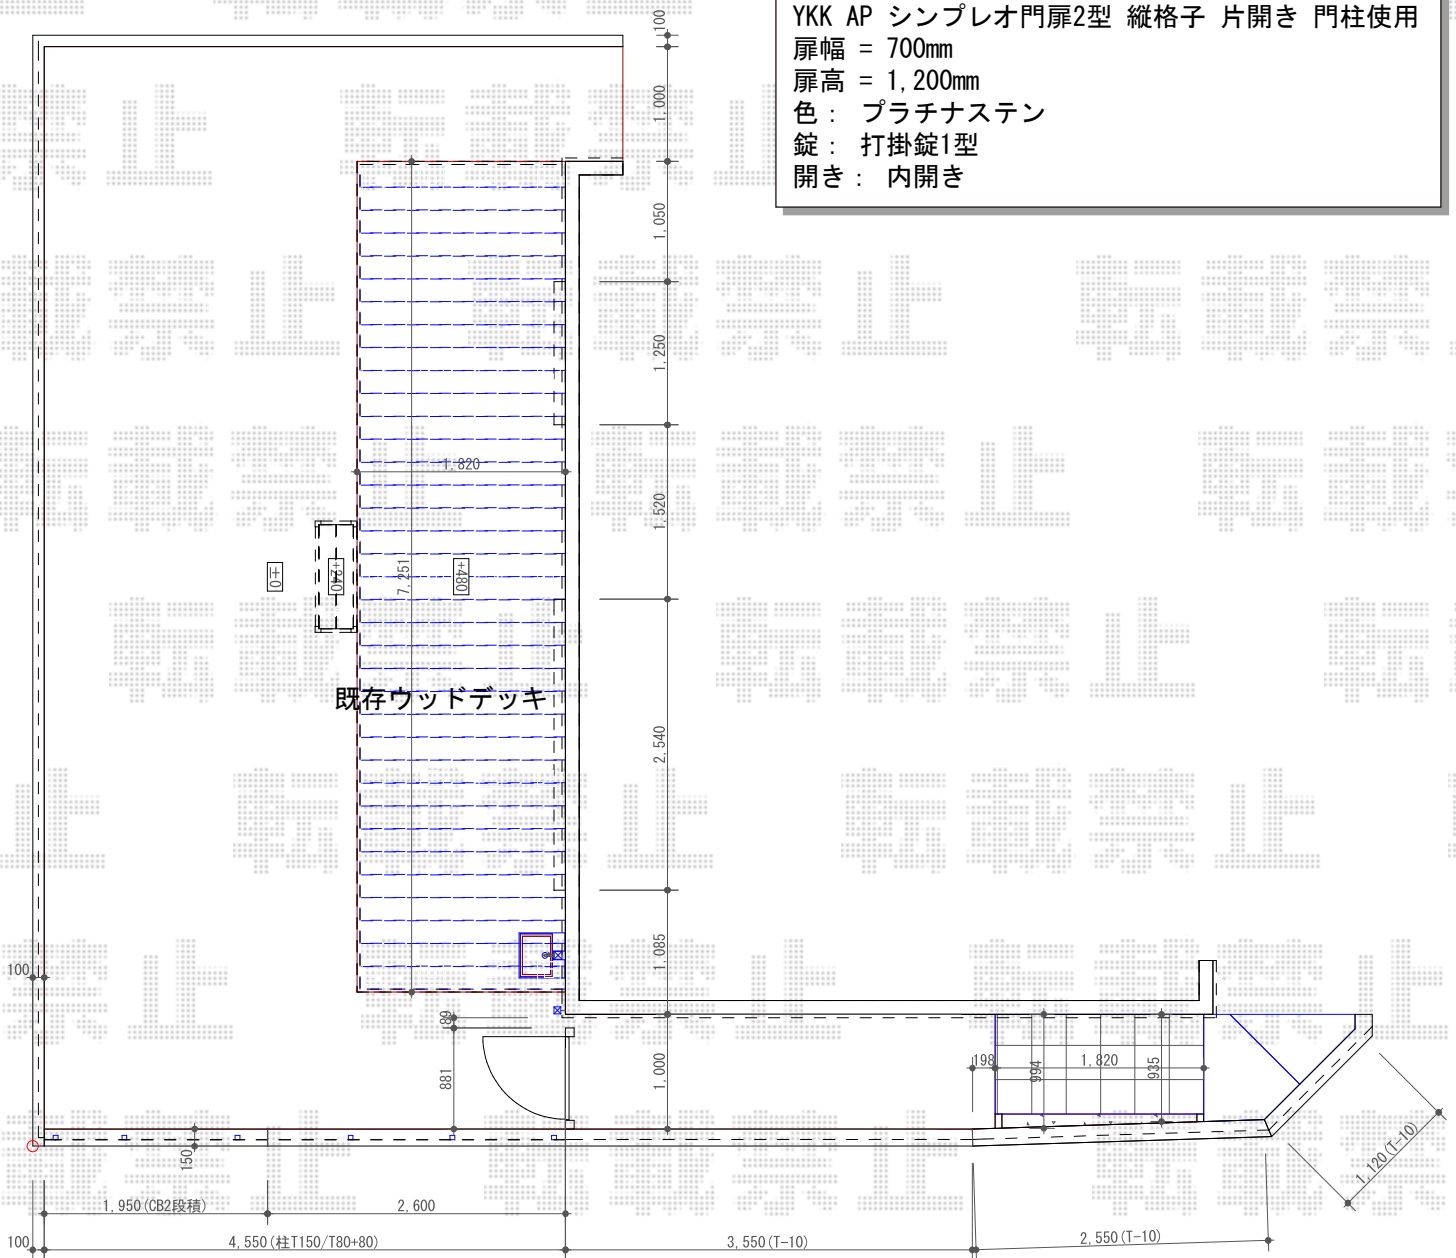 YKK AP シンプレオ門扉2型 縦格子 片開き 門柱使用
扉幅 = 700mm
扉高 = 1,200mm
色： プラチナステン
錠： 打掛錠1型
開き： 内開き
100
1,000
1,050
1,250
1,520
2,540
1,085
1,000
1,820
7,251
±0
+240
+480
既存ウッドデッキ
100
89
881
198
994
1,820
935
150
1,120(T-10)
1,950(CB2段積)
2,600
100
4,550(柱T150/T80+80)
3,550(T-10)
2,550(T-10)
転載禁止